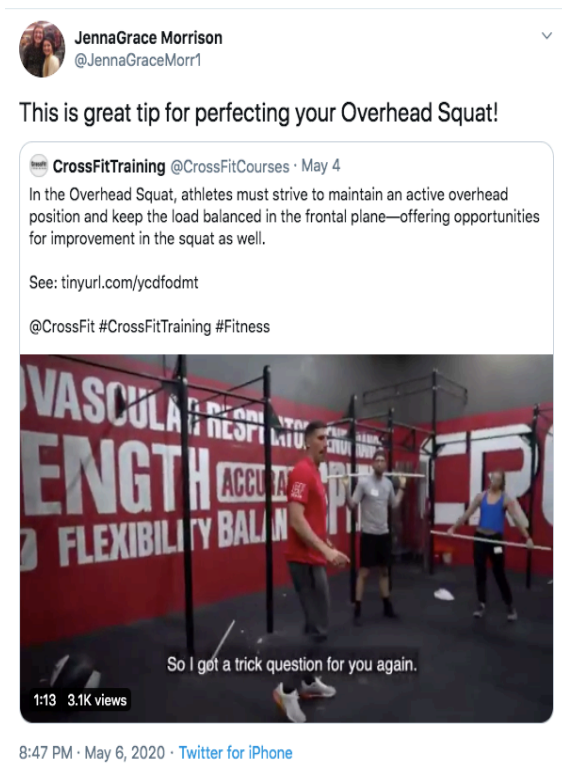 JennaGrace Morrison
@JennaGraceMorr1
This is great tip for perfecting your Overhead Squat!
CrossFitTraining @CrossFitCourses · May 4
In the Overhead Squat, athletes must strive to maintain an active overhead
position and keep the load balanced in the frontal plane—offering opportunities
for improvement in the squat as well.
See: tinyurl.com/ycdfodmt
@CrossFit #CrossFitTraining #Fitness
FLEXIBILITY
So I got a trick question for you again.
1:13 3.1K views
8:47 PM · May 6, 2020 · Twitter for iPhone